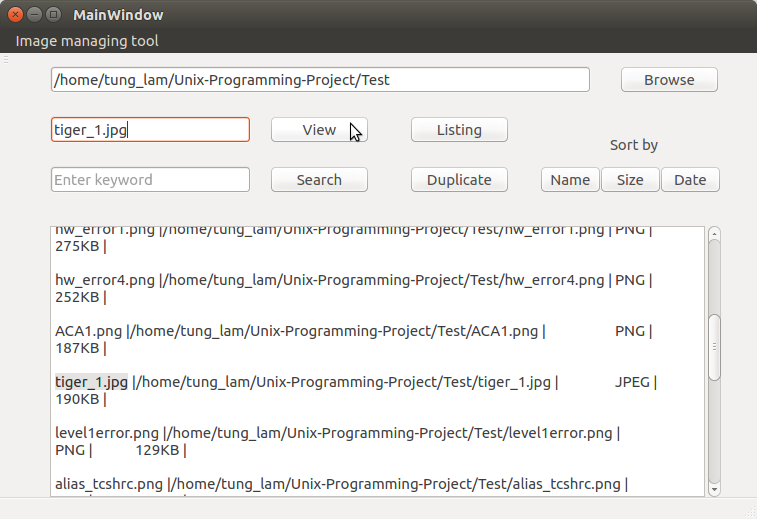 MainWindow
Image managing tool
/home/tung_lam/Unix-Programming-Project/Test
Browse
tiger_1.jpg
View
Listing
Sort by
Enter keyword
Search
Duplicate
Name
Size
Date
hw_error1.png |/home/tung_lam/Unix-Programming-Project/Test/hw_error1.png | PNG |
275KB |
hw_error4.png |/home/tung_lam/Unix-Programming-Project/Test/hw_error4.png | PNG |
252KB |
ACA1.png |/home/tung_lam/Unix-Programming-Project/Test/ACA1.png | PNG |
187KB |
tiger_1.jpg |/home/tung_lam/Unix-Programming-Project/Test/tiger_1.jpg | JPEG |
190KB |
level1error.png |/home/tung_lam/Unix-Programming-Project/Test/level1error.png |
PNG | 129KB |
alias_tcshrc.png |/home/tung_lam/Unix-Programming-Project/Test/alias_tcshrc.png |